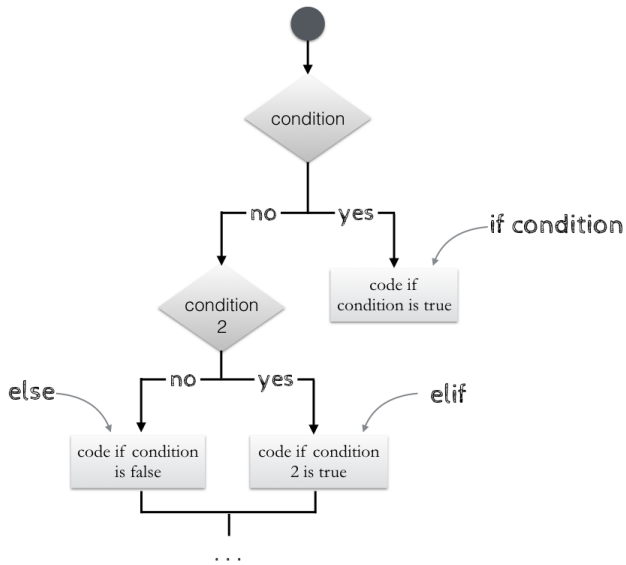 condition
no
yes
if condition
code if
condition is true
condition
2
no
yes
else
elif
code if condition
is false
code if condition
2 is true
. . .